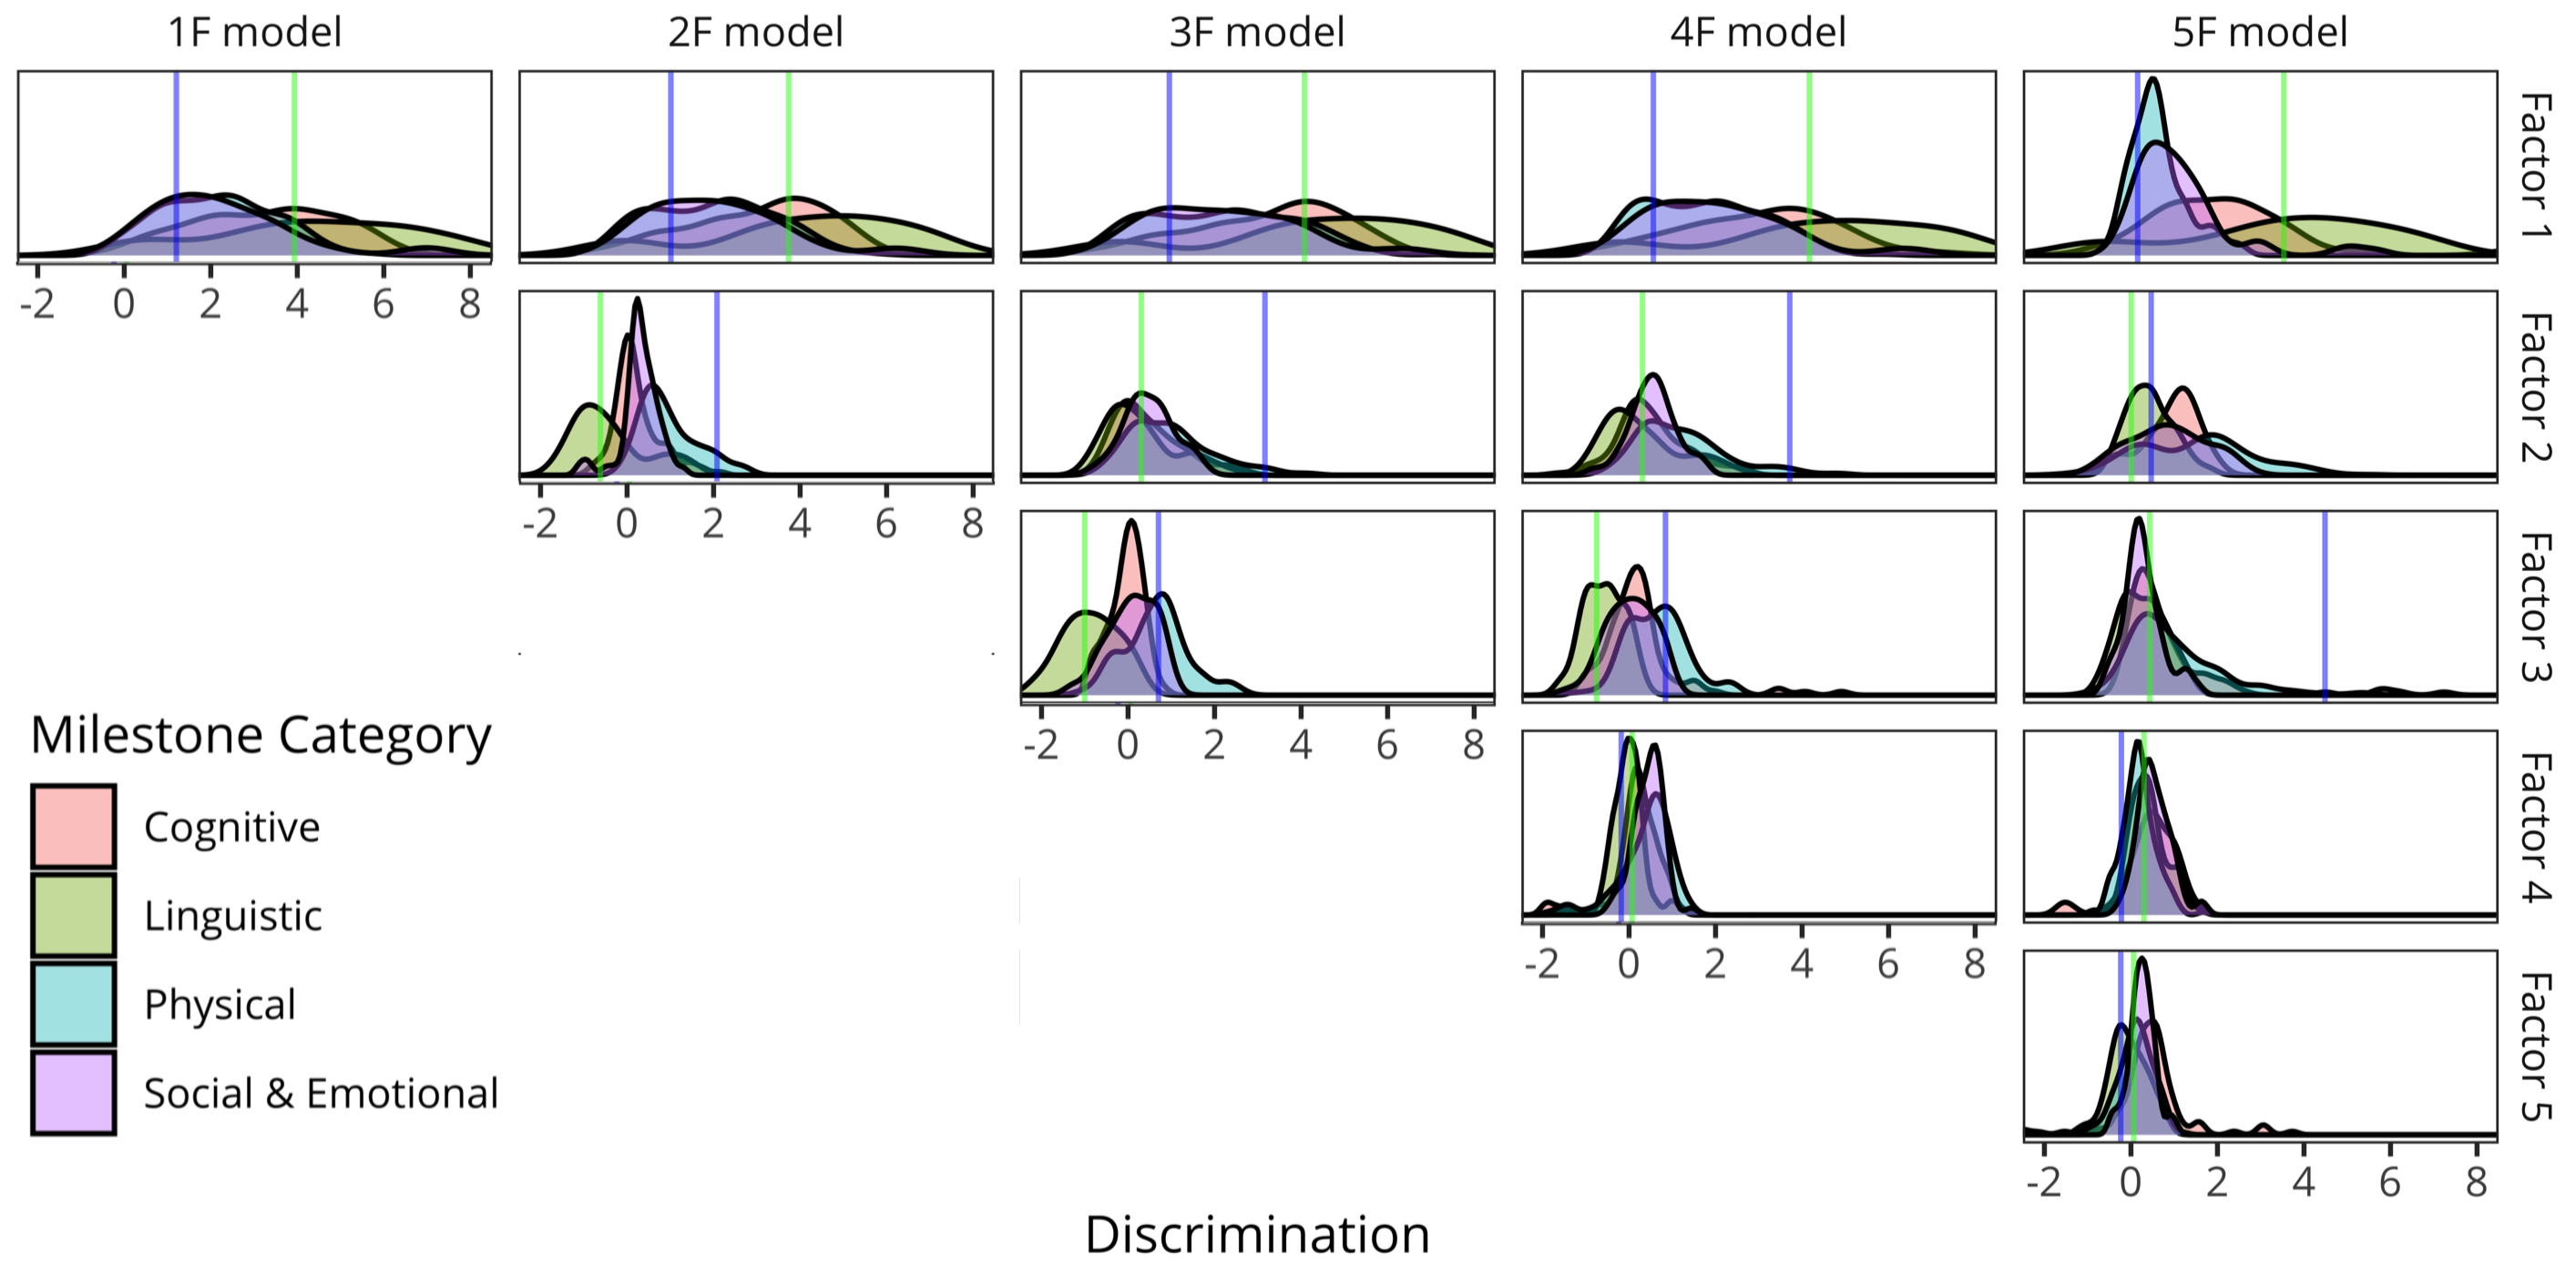 1F model 2F model 3F model 4F model 5F model
Factor 1
-2 0 2 4 6 8
Factor 2
-2 0 2 4 6 8
Factor 3
-2 0 2 4 6 8
Milestone Category
Cognitive
Linguistic
Physical
Social & Emotional
Factor 4
-2 0 2 4 6 8
Factor 5
-2 0 2 4 6 8
Discrimination